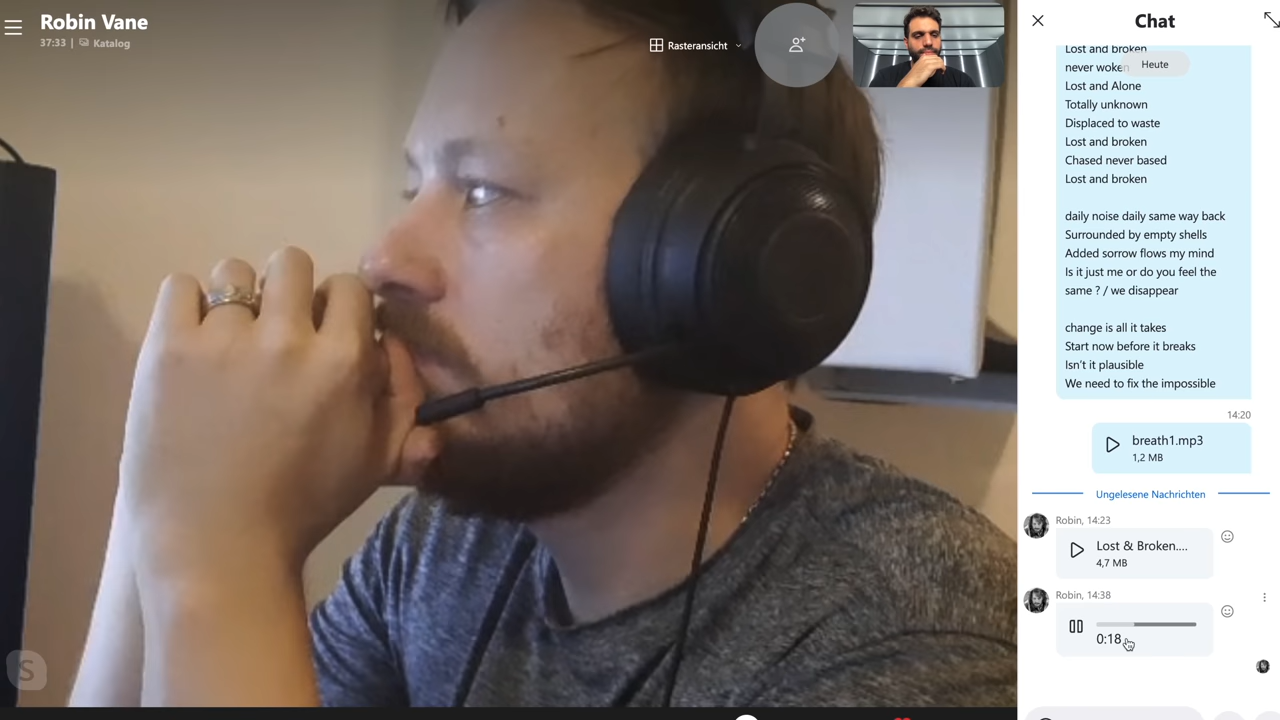 Robin Vane
37:33 | Katalog
Rasteransicht
Chat
Heute
Lost and broken
never woken
Lost and Alone
Totally unknown
Displaced to waste
Lost and broken
Chased never based
Lost and broken
daily noise daily same way back
Surrounded by empty shells
Added sorrow flows my mind
Is it just me or do you feel the
same ? / we disappear
change is all it takes
Start now before it breaks
Isn't it plausible
We need to fix the impossible
14:20
breath1.mp3
1,2 MB
Ungelesene Nachrichten
Robin, 14:23
Lost & Broken....
4,7 MB
Robin, 14:38
0:18
S